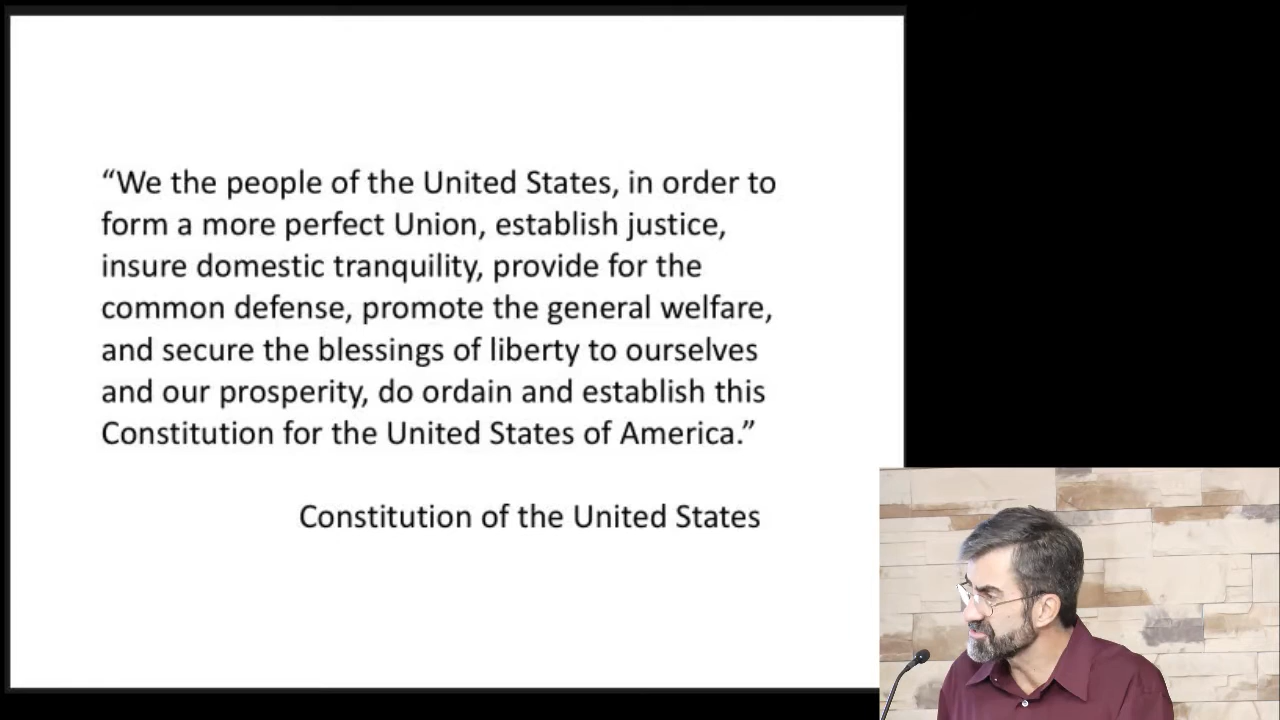 “We the people of the United States, in order to
form a more perfect Union, establish justice,
insure domestic tranquility, provide for the
common defense, promote the general welfare,
and secure the blessings of liberty to ourselves
and our prosperity, do ordain and establish this
Constitution for the United States of America.”
Constitution of the United States